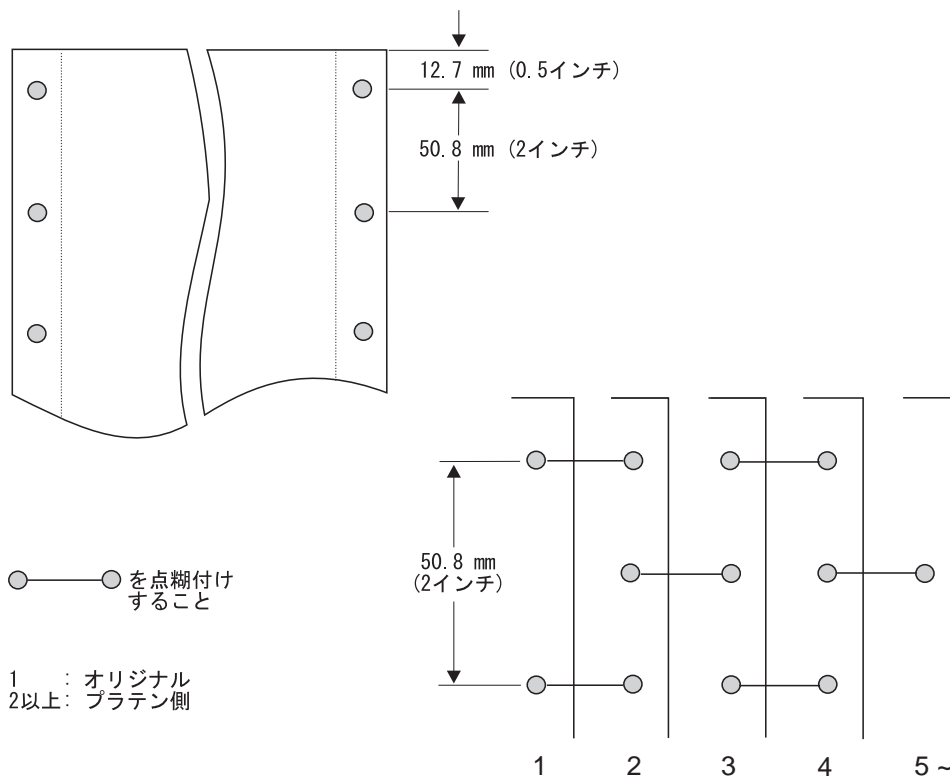 12.7 mm (0.5インチ)
50.8 mm (2インチ)
50.8 mm
(2インチ)
を点糊付け
すること
1 : オリジナル
2以上: プラテン側
1 2 3 4 5～